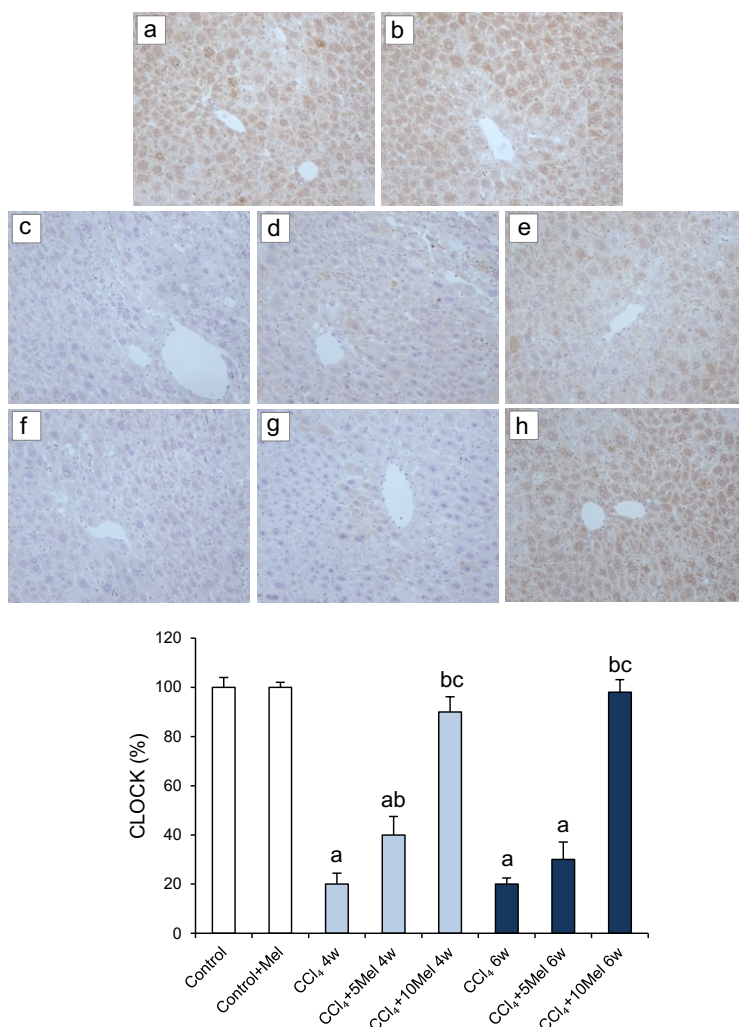 a
b
c
d
e
f
g
h
120
100
80
60
40
20
0
CLOCK (%)
a
ab
bc
a
a
bc
Control
Control+Mel
CCl₄ 4w
CCl₄+5Mel 4w
CCl₄+10Mel 4w
CCl₄ 6w
CCl₄+5Mel 6w
CCl₄+10Mel 6w